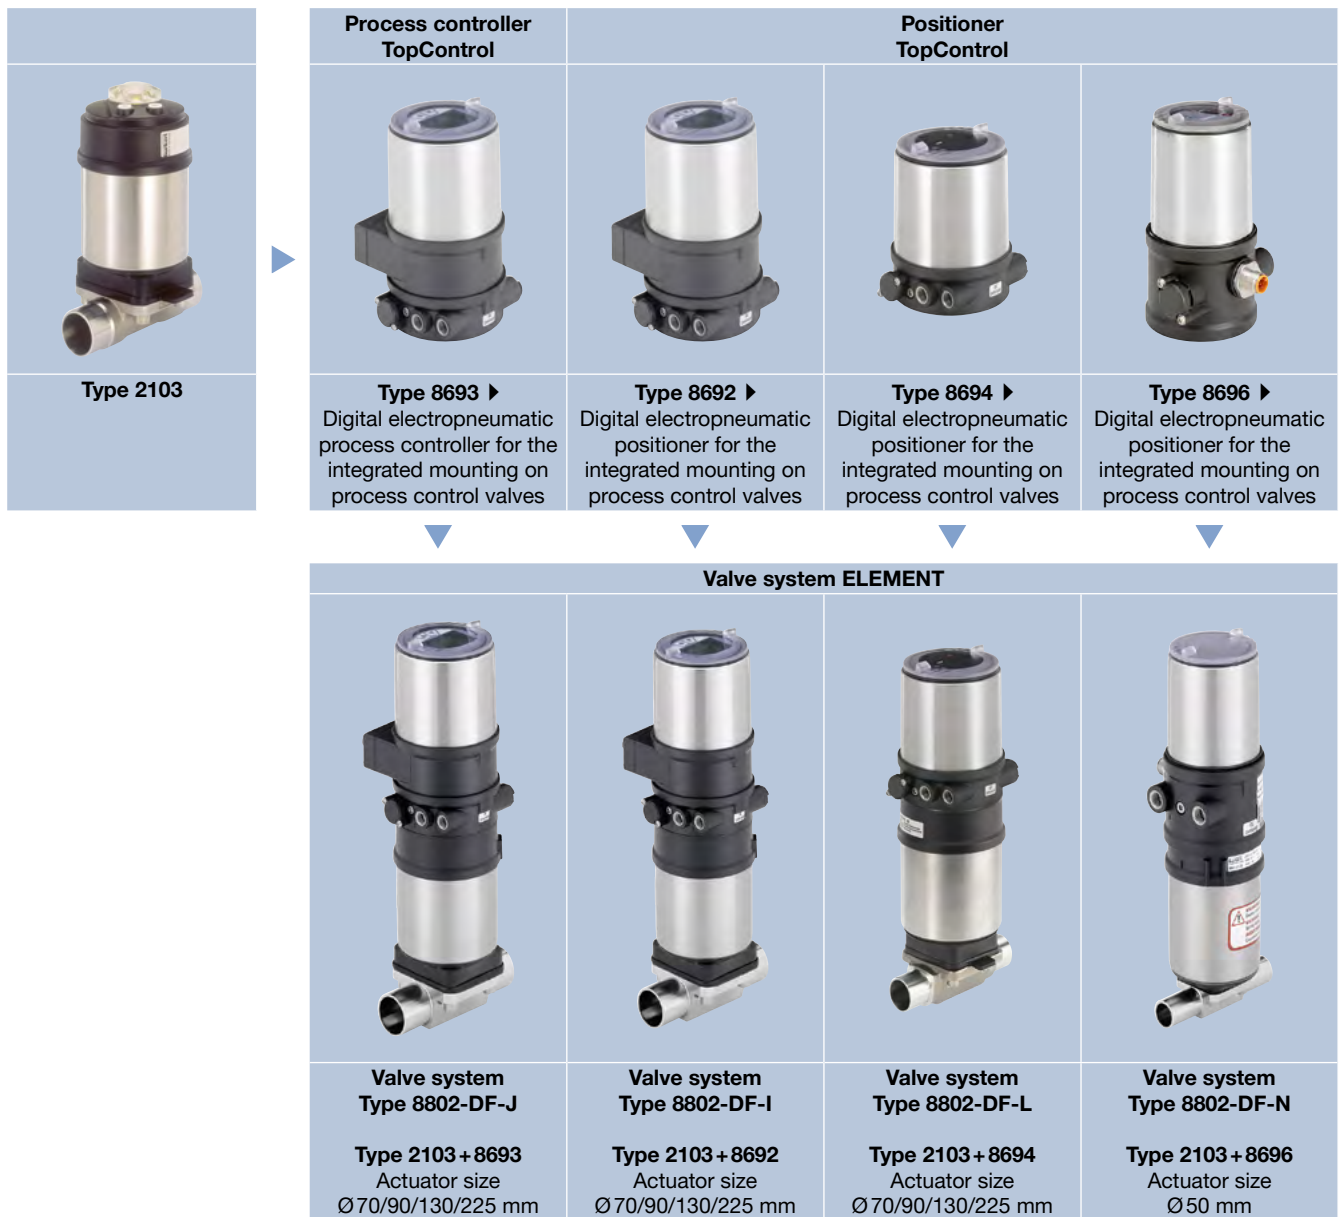 Process controller
TopControl
Positioner
TopControl
Type 2103
Type 8693
Digital electropneumatic
process controller for the
integrated mounting on
process control valves
Type 8692
Digital electropneumatic
positioner for the
integrated mounting on
process control valves
Type 8694
Digital electropneumatic
positioner for the
integrated mounting on
process control valves
Type 8696
Digital electropneumatic
positioner for the
integrated mounting on
process control valves
Valve system ELEMENT
Valve system
Type 8802-DF-J
Type 2103+8693
Actuator size
Ø70/90/130/225 mm
Valve system
Type 8802-DF-I
Type 2103+8692
Actuator size
Ø70/90/130/225 mm
Valve system
Type 8802-DF-L
Type 2103+8694
Actuator size
Ø70/90/130/225 mm
Valve system
Type 8802-DF-N
Type 2103+8696
Actuator size
Ø50 mm